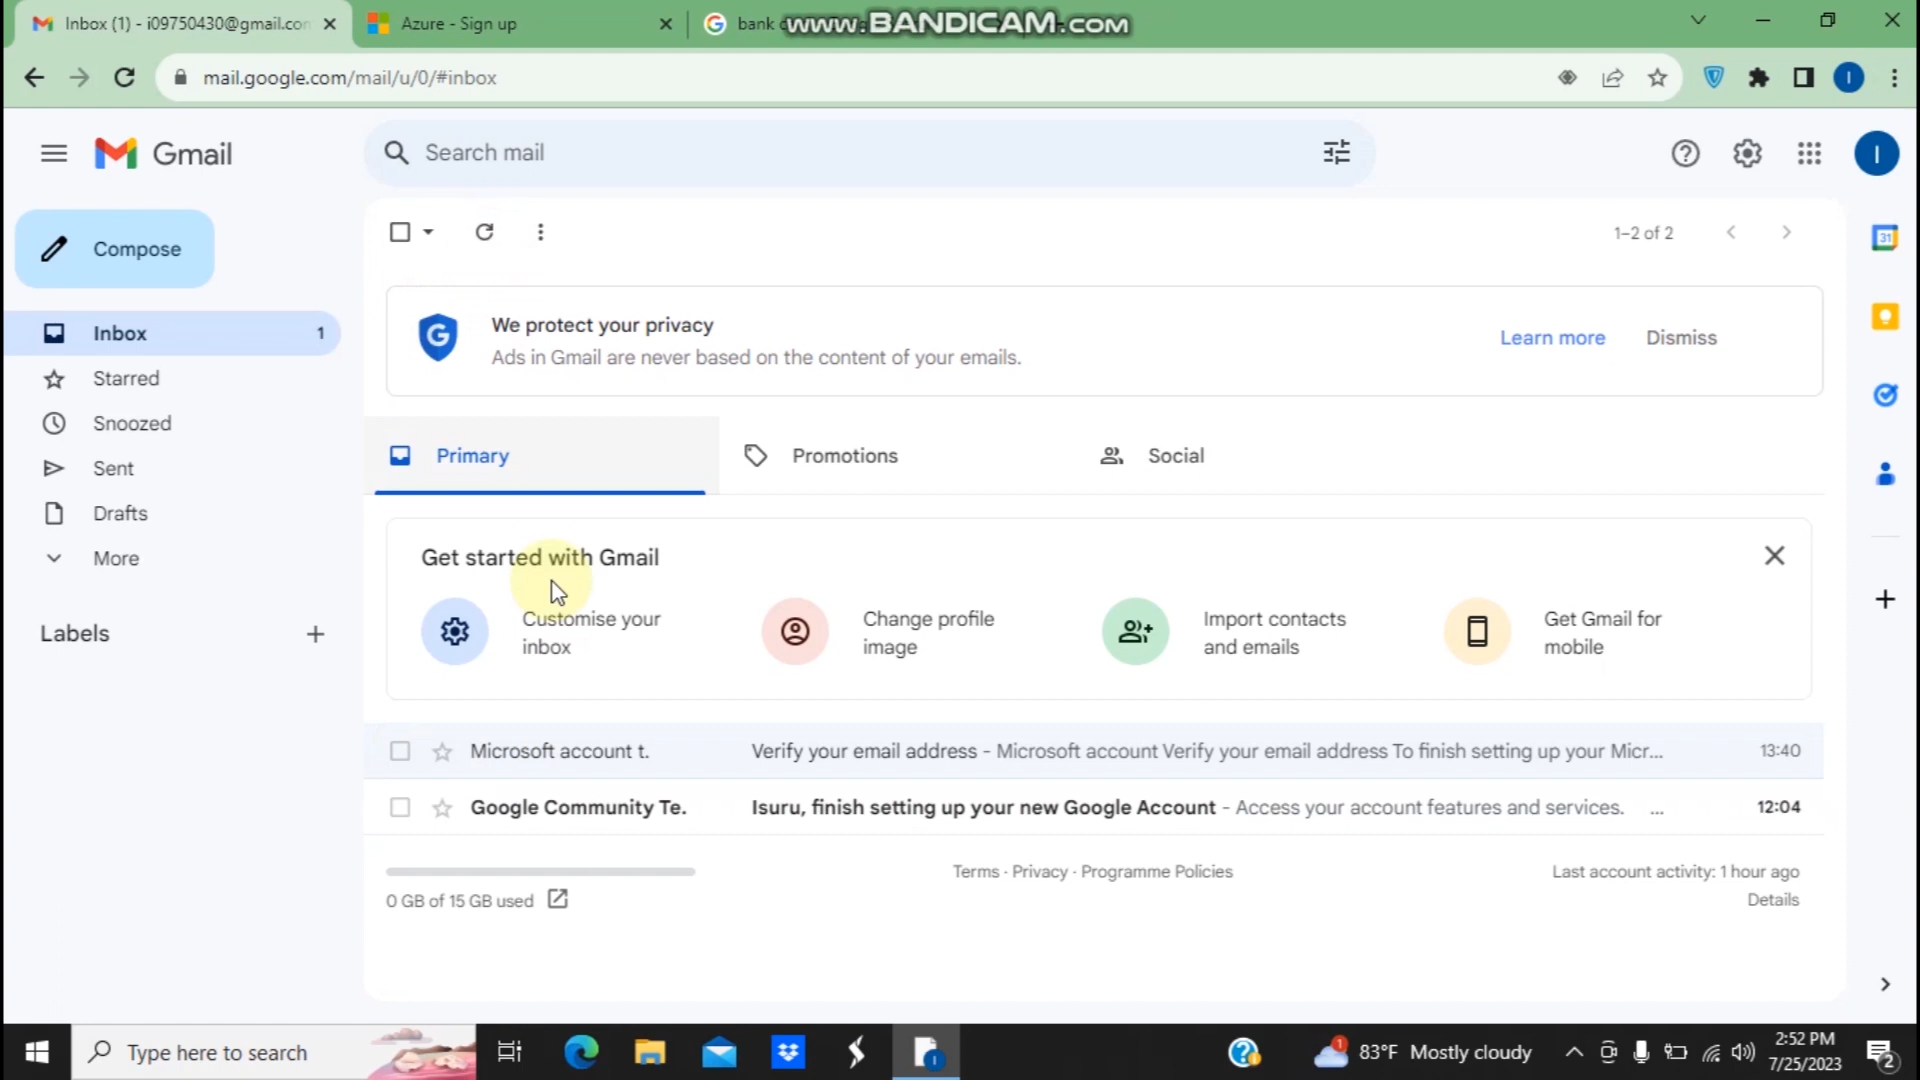 Inbox (1) - i09750430@gmail.com
Azure - Sign up
bank
www.BANDICAM.com
mail.google.com/mail/u/0/#inbox
Gmail
Search mail
I
1–2 of 2
Compose
31
We protect your privacy
Ads in Gmail are never based on the content of your emails.
Learn more
Dismiss
Inbox
1
Starred
Snoozed
Sent
Drafts
More
Labels
Primary
Promotions
Social
Get started with Gmail
Customise your
inbox
Change profile
image
Import contacts
and emails
Get Gmail for
mobile
Microsoft account t. Verify your email address - Microsoft account Verify your email address To finish setting up your Micr... 13:40
Google Community Te. Isuru, finish setting up your new Google Account - Access your account features and services. ... 12:04
0 GB of 15 GB used
Terms · Privacy · Programme Policies
Last account activity: 1 hour ago
Details
Type here to search
1
83°F Mostly cloudy
2:52 PM
7/25/2023
2